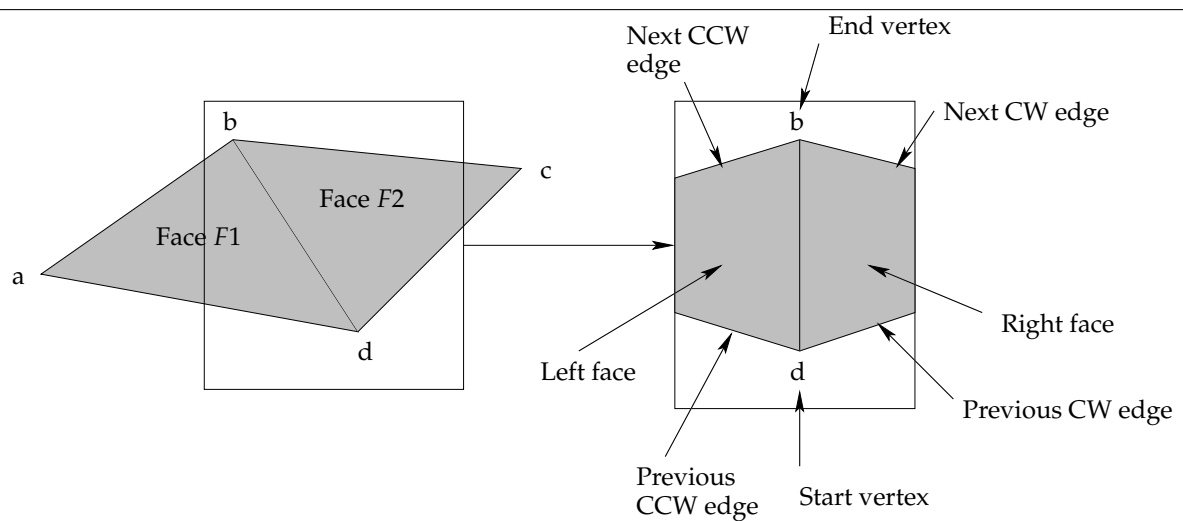 Next CCW
edge
End vertex
b
c
Face F2
Face F1
a
d
b
Next CW edge
Right face
Left face
d
Previous CW edge
Previous
CCW edge
Start vertex